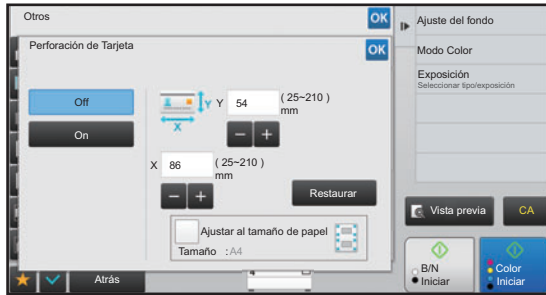 Otros
OK
Perforación de Tarjeta
OK
Off
On
Y
X
Y 54 (25~210)
mm
X 86 (25~210)
mm
Restaurar
Ajustar al tamaño de papel
Tamaño :A4
Atrás
Ajuste del fondo
Modo Color
Exposición
Seleccionar tipo/exposición
Vista previa
CA
B/N
Iniciar
Color
Iniciar